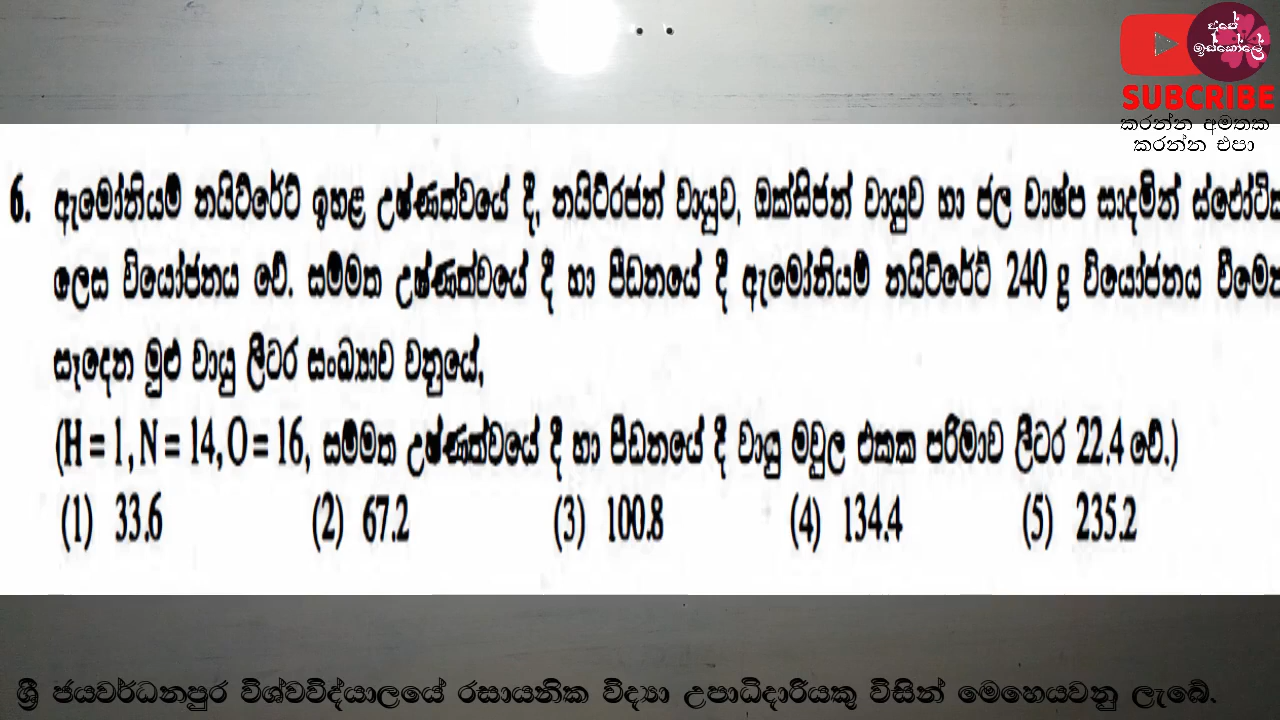 අපේ
ඉස්කෝලේ
SUBCRIBE
කරන්න අමතක
කරන්න එපා
6. ඇමෝනියම් නයිට්රේට් ඉහළ උෂ්ණත්වයේ දී, නයිට්රජන් වායුව, ඔක්සිජන් වායුව හා ජල වාෂ්ප සාදමින්
ලෙස වියෝජනය වේ. සම්මත උෂ්ණත්වයේ දී හා පීඩනයේ දී ඇමෝනියම් නයිට්රේට් 240 g වියෝජනය
සෑදෙන මුළු වායු ලීටර සංඛ්‍යාව වනුයේ,
(H = 1, N = 14, O = 16, සම්මත උෂ්ණත්වයේ දී හා පීඩනයේ දී වායු මවුල එකක පරිමාව ලීටර 22.4 වේ.)
(1) 33.6 (2) 67.2 (3) 100.8 (4) 134.4 (5) 235.2
ශ්‍රී ජයවර්ධනපුර විශ්වවිද්යාලයේ රසායනික විද්‍යා උපාධිදාරියකු විසින් මෙහෙයවනු ලැබේ.